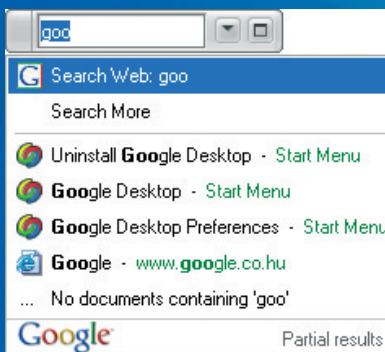 goo
Search Web: goo
Search More
Uninstall Google Desktop - Start Menu
Google Desktop - Start Menu
Google Desktop Preferences - Start Menu
Google - www.google.co.hu
... No documents containing 'goo'
Google Partial results